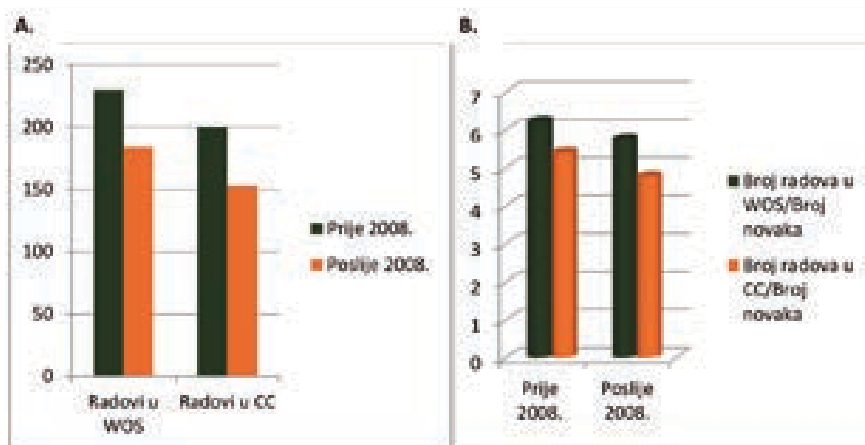 A.
250
200
150
100
50
0
Radovi u
WOS
Radovi u CC
Prije 2008.
Poslije 2008.
B.
7
6
5
4
3
2
1
0
Prije
2008.
Poslije
2008.
Broj radova u
WOS/Broj
novaka
Broj radova u
CC/Broj
novaka